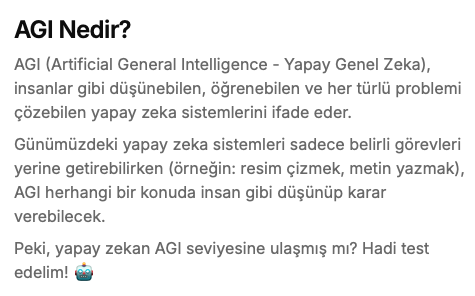 AGI Nedir?
AGI (Artificial General Intelligence - Yapay Genel Zeka),
insanlar gibi düşünebilen, öğrenebilen ve her türlü problemi
çözebilen yapay zeka sistemlerini ifade eder.
Günümüzdeki yapay zeka sistemleri sadece belirli görevleri
yerine getirebilirken (örneğin: resim çizmek, metin yazmak),
AGI herhangi bir konuda insan gibi düşünüp karar
verebilecek.
Peki, yapay zekan AGI seviyesine ulaşmış mı? Hadi test
edelim! 🤖